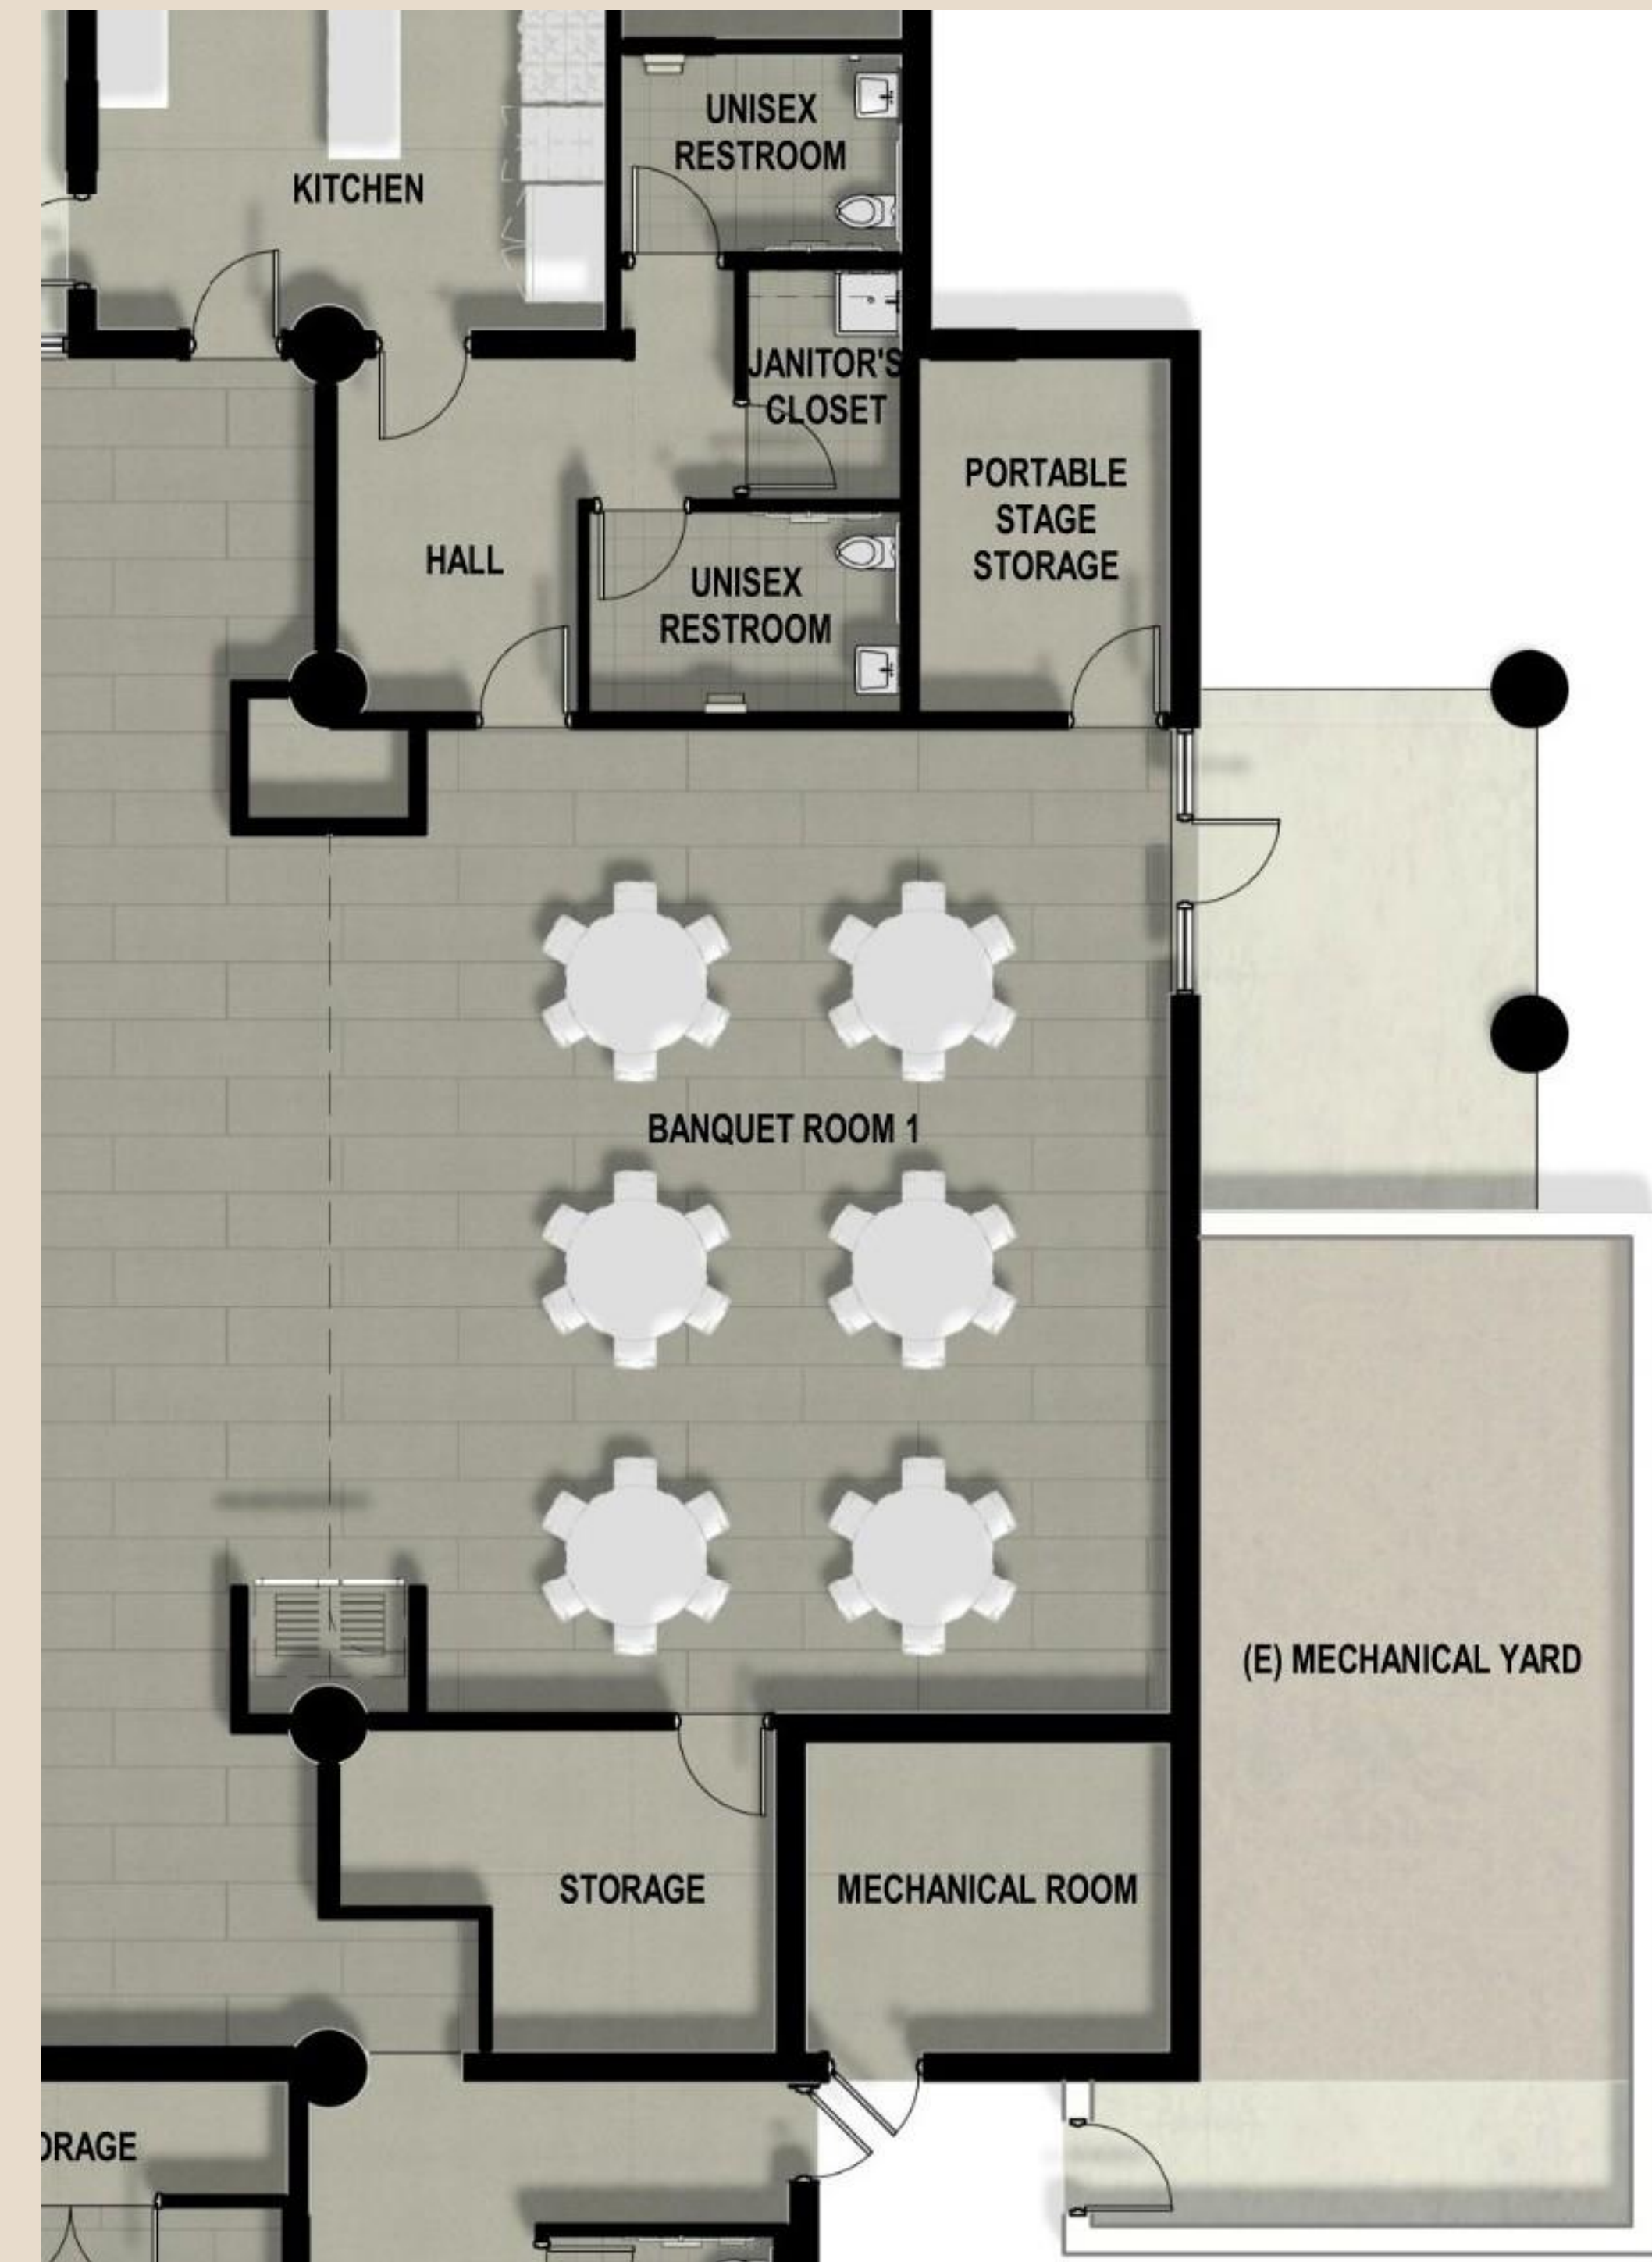 UNISEX
RESTROOM
KITCHEN
JANITOR'S
CLOSET
PORTABLE
STAGE
STORAGE
HALL
UNISEX
RESTROOM
BANQUET ROOM 1
(E) MECHANICAL YARD
STORAGE
MECHANICAL ROOM
ORAGE